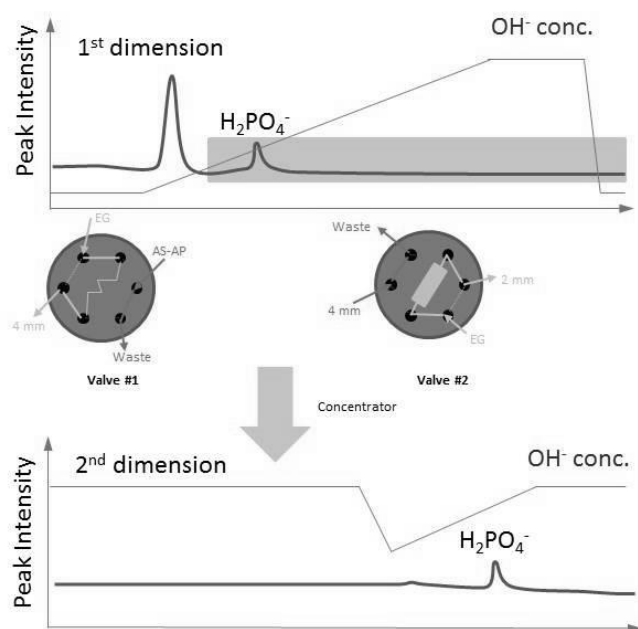 OH⁻ conc.
1ˢᵗ dimension
Peak Intensity
H₂PO₄⁻
EG
AS-AP
4 mm
Waste
Valve #1
Waste
2 mm
4 mm
EG
Valve #2
Concentrator
2ⁿᵈ dimension
OH⁻ conc.
Peak Intensity
H₂PO₄⁻